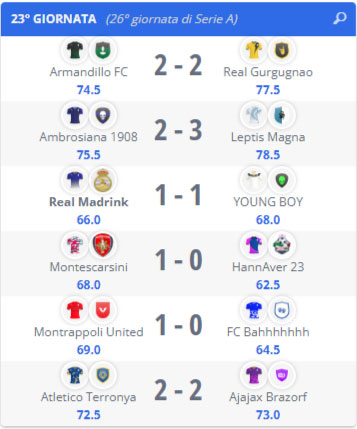 23º GIORNATA (26º giornata di Serie A)
Armandillo FC 2 - 2 Real Gurgugnao
74.5 77.5
Ambrosiana 1908 2 - 3 Leptis Magna
75.5 78.5
Real Madrink 1 - 1 YOUNG BOY
66.0 68.0
Montescarsini 1 - 0 HannAver 23
68.0 62.5
Montrappoli United 1 - 0 FC Bahhhhhhh
69.0 64.5
Atletico Terronya 2 - 2 Ajajax Brazorf
72.5 73.0